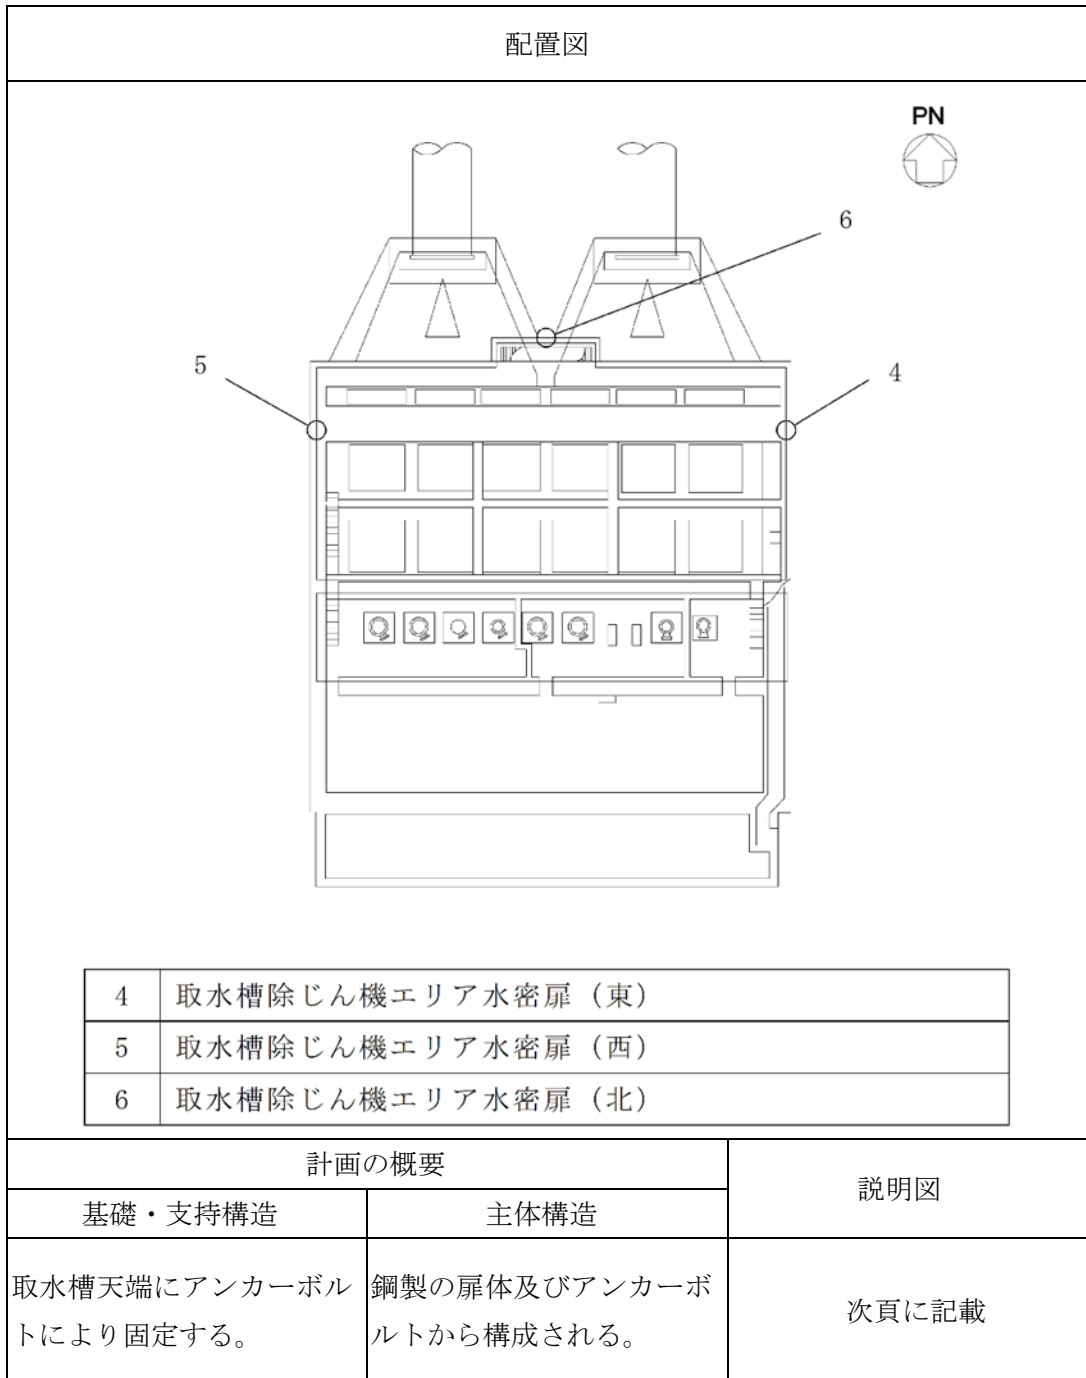 配置図
PN
6
5
4
4 取水槽除じん機エリア水密扉（東）
5 取水槽除じん機エリア水密扉（西）
6 取水槽除じん機エリア水密扉（北）
計画の概要
説明図
基礎・支持構造
主体構造
取水槽天端にアンカーボル
トにより固定する。
鋼製の扉体及びアンカーボ
ルトから構成される。
次頁に記載